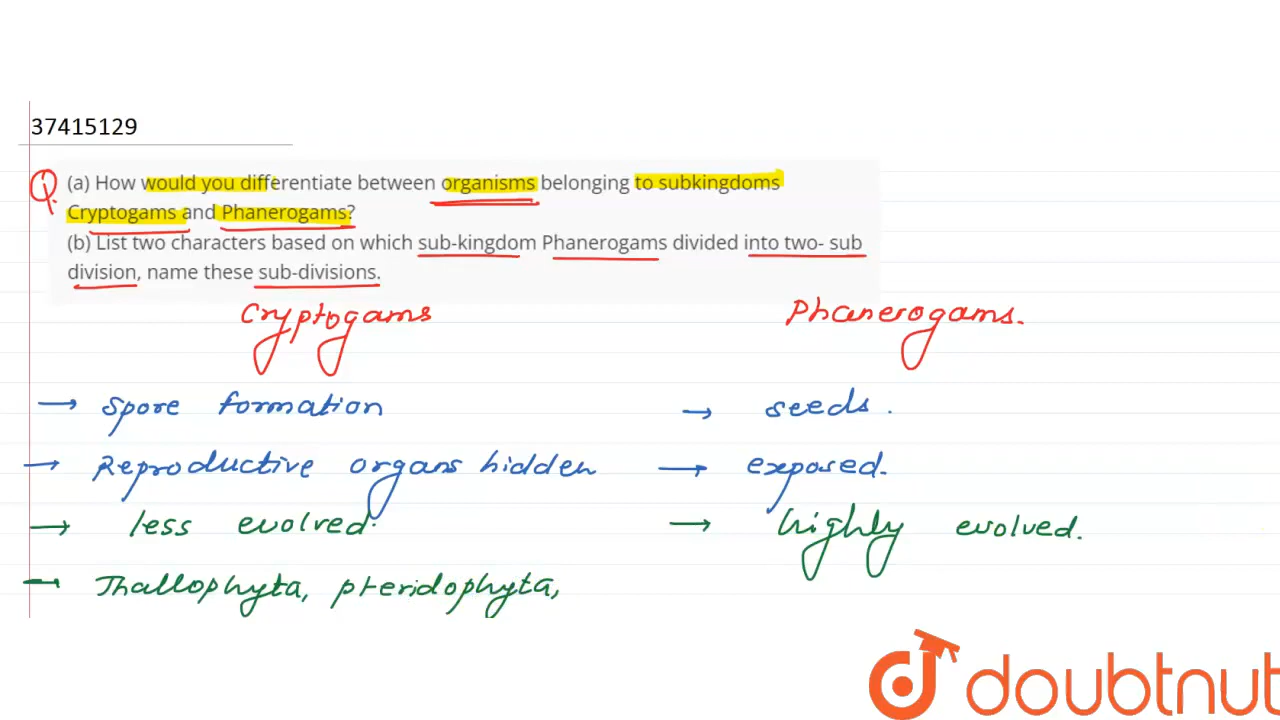 37415129
Q. (a) How would you differentiate between organisms belonging to subkingdoms
Cryptogams and Phanerogams?
(b) List two characters based on which sub-kingdom Phanerogams divided into two- sub
division, name these sub-divisions.
Cryptogams Phanerogams.
→ Spore formation → seeds.
→ Reproductive organs hidden → exposed.
→ less evolved. → highly evolved.
→ Thallophyta, pteridophyta,
doubtnut